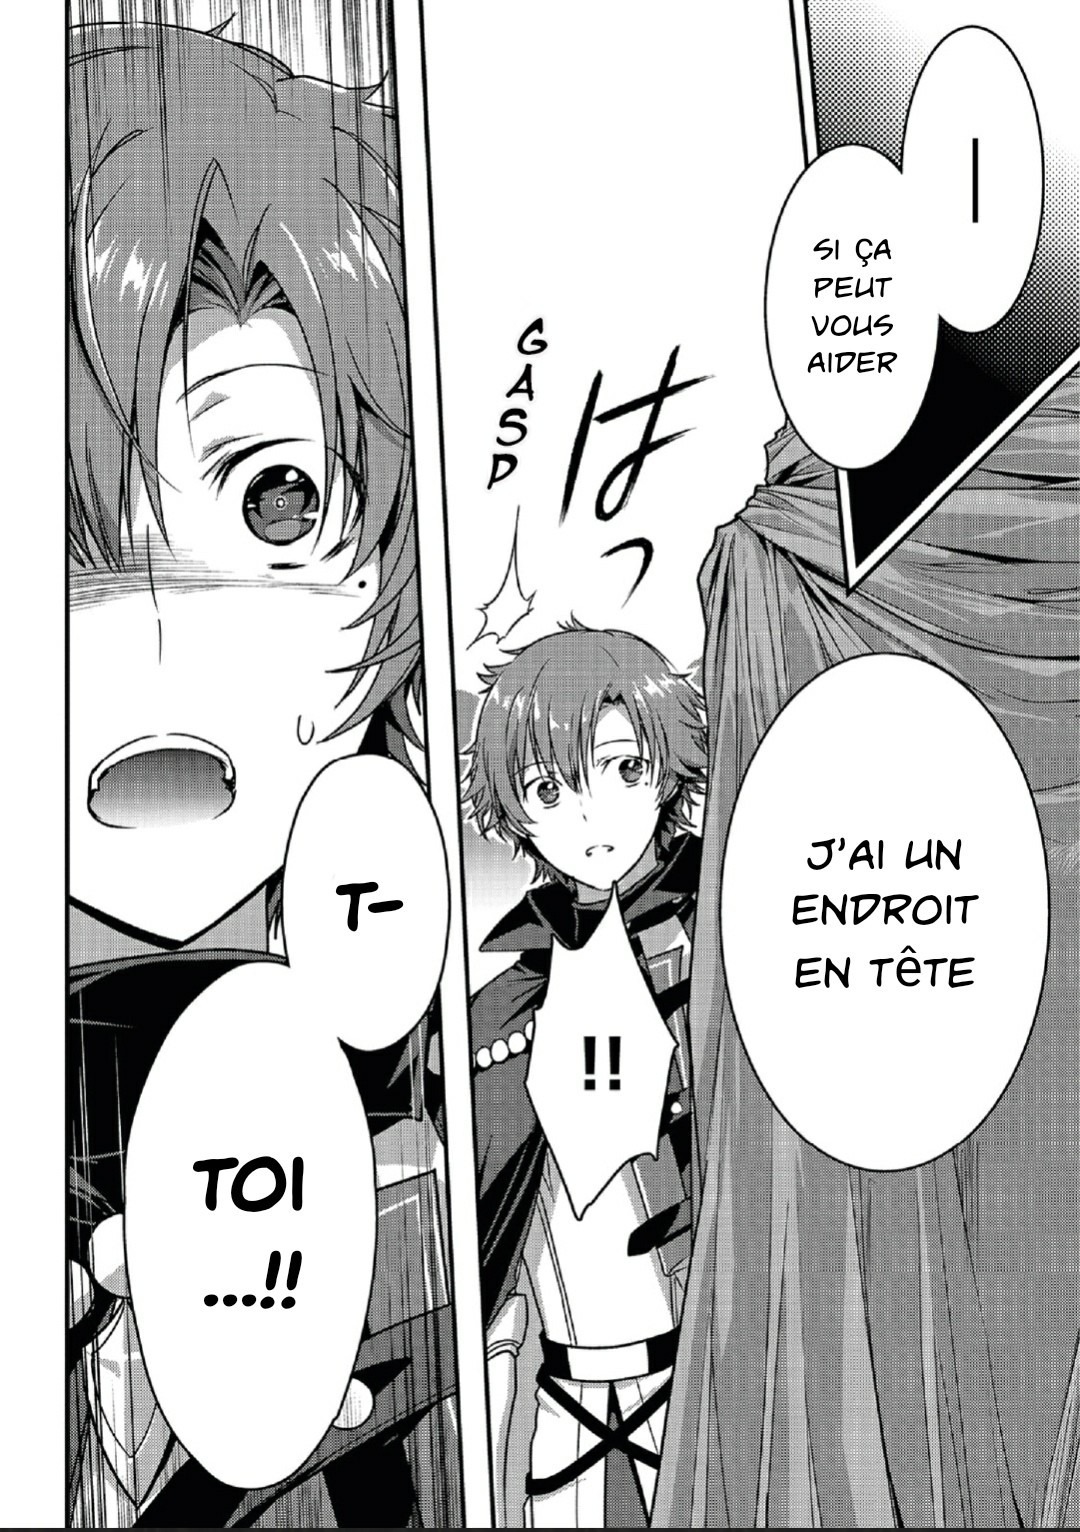 —
SI ÇA
PEUT
VOUS
AIDER
J'AI UN
ENDROIT
EN TÊTE
はっ
GASP
!!
T-
TOI
...!!